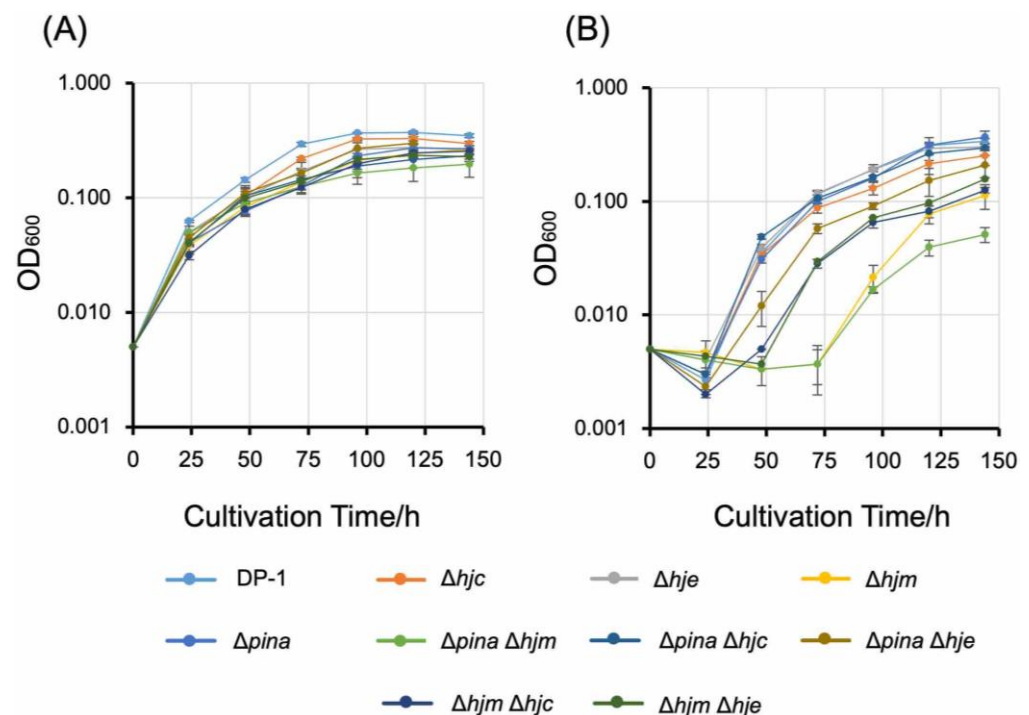 (A) (B)
1.000 1.000
0.100 0.100
OD600 OD600
0.010 0.010
0.001 0.001
0 25 50 75 100 125 150 0 25 50 75 100 125 150
Cultivation Time/h Cultivation Time/h
DP-1 Δhjc Δhje Δhjm
Δpina Δpina Δhjm Δpina Δhjc Δpina Δhje
Δhjm Δhjc Δhjm Δhje